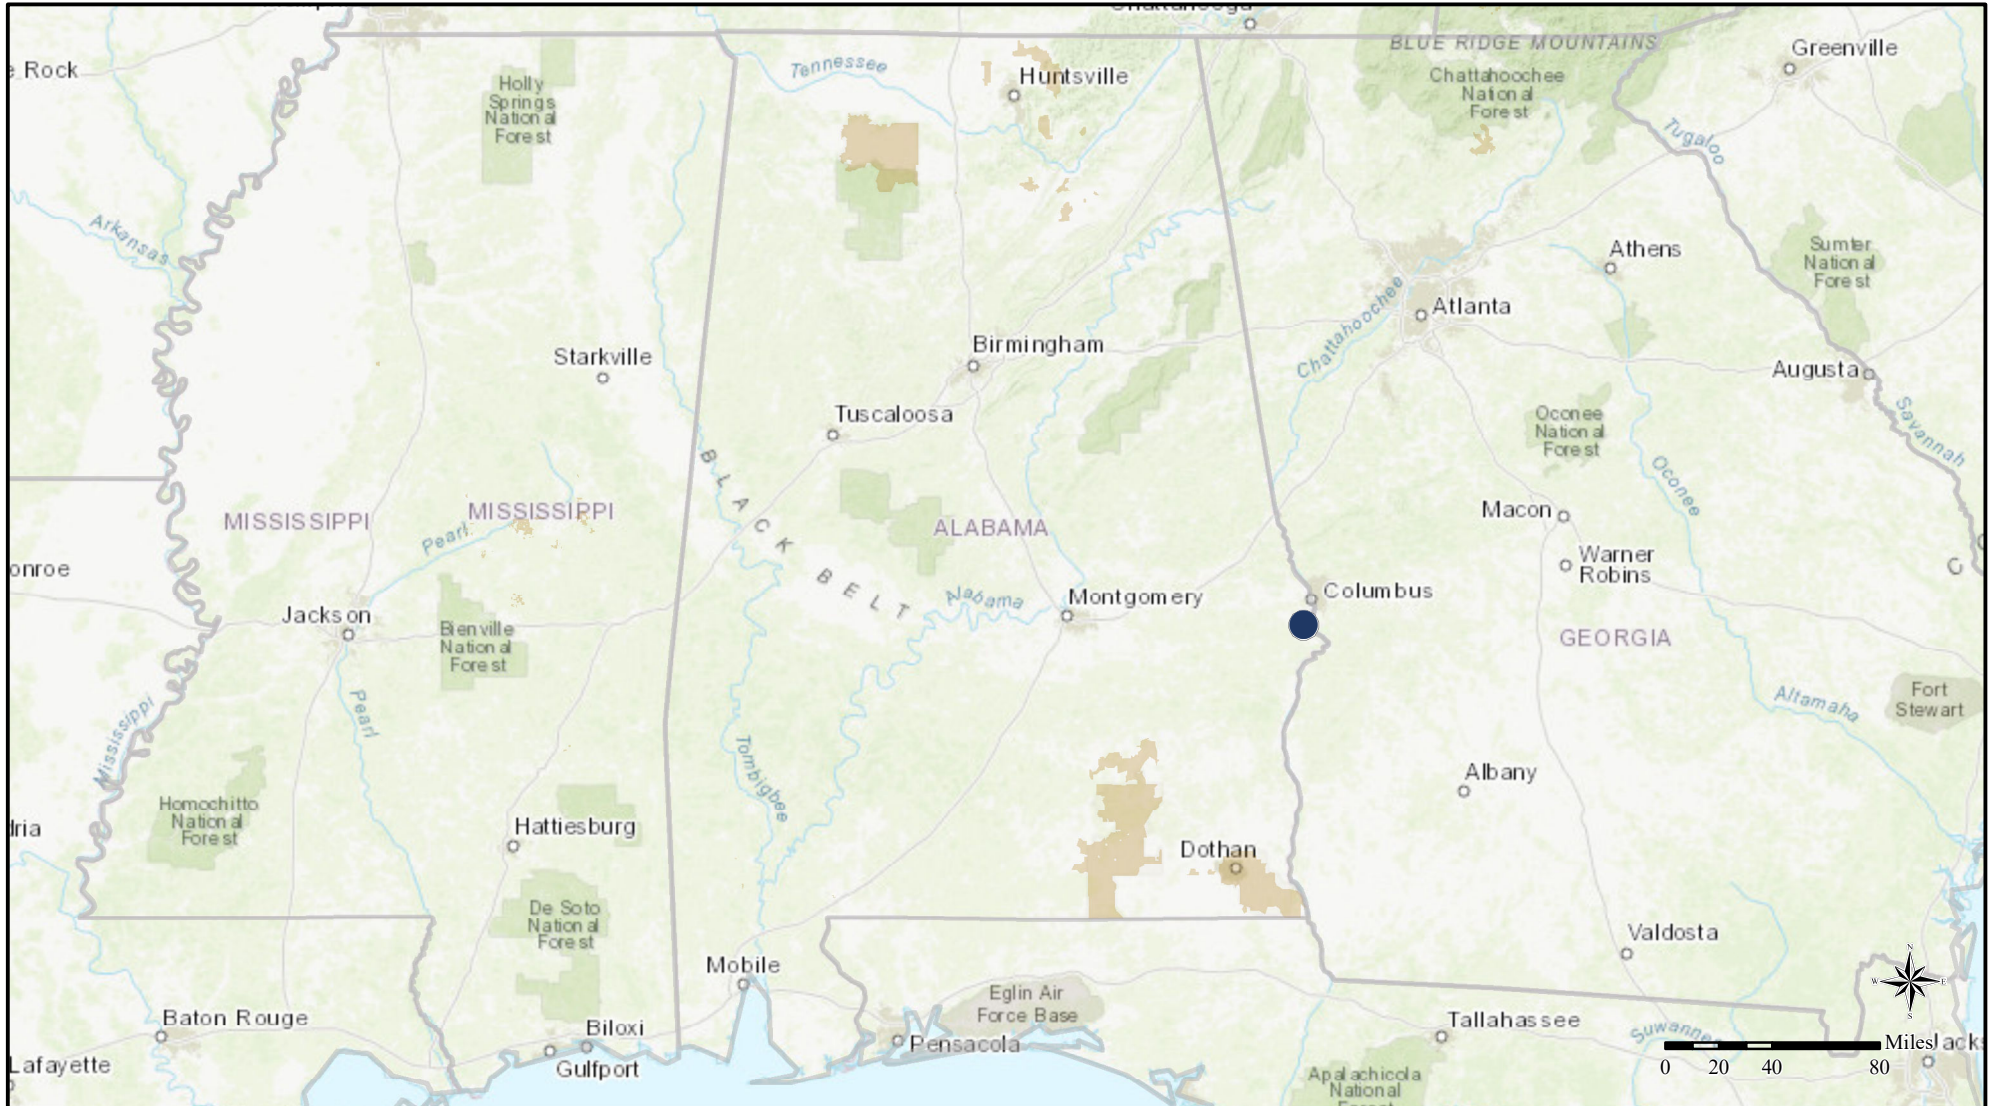 Chattanooga
BLUE RIDGE MOUNTAINS
Greenville
e Rock
Tennessee
Huntsville
Chattahoochee
National
Forest
Holly
Springs
National
Forest
Tugaloo
Arkansas
Athens
Sumter
National
Forest
Atlanta
Chattahoochee
Birmingham
Starkville
Augusta
Tuscaloosa
Oconee
National
Forest
Savannah
BLACK BELT
Oconee
MISSISSIPPI
MISSISSIPPI
Pearl
ALABAMA
Macon
Warner
Robins
onroe
Columbus
Alabama
Montgomery
Jackson
Bienville
National
Forest
GEORGIA
Fort
Stewart
Altamaha
Mississippi
Pearl
Tombigbee
Albany
Homochitto
National
Forest
dria
Hattiesburg
Dothan
De Soto
National
Forest
Valdosta
N
W
E
S
Mobile
Eglin Air
Force Base
Baton Rouge
Biloxi
Gulfport
Pensacola
Tallahassee
Suwannee
Miles
Jacks
0 20 40 80
Lafayette
Apalachicola
National
Forest